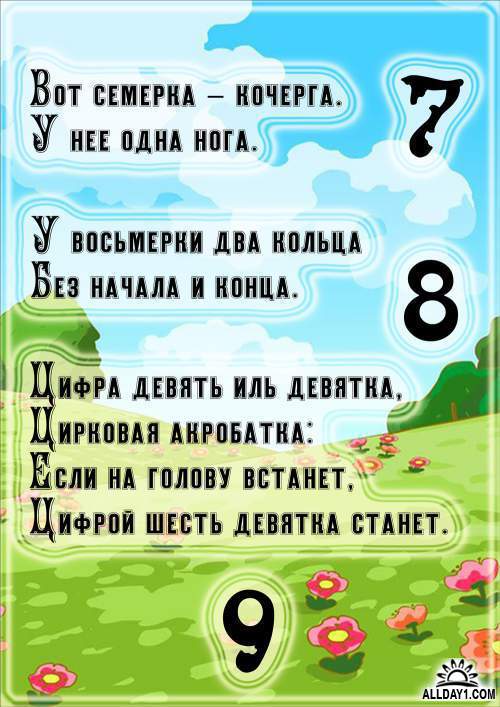 Вот семерка – кочерга.
У нее одна нога.
7
У восьмерки два кольца
Без начала и конца.
8
Цифра девять иль девятка,
Цирковая акробатка:
Если на голову встанет,
Цифрой шесть девятка станет.
9
ALLDAY1.COM